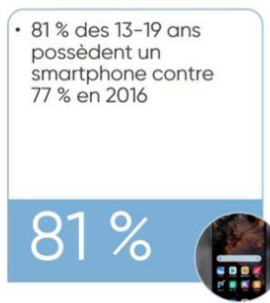 • 81 % des 13-19 ans
possèdent un
smartphone contre
77 % en 2016
81 %